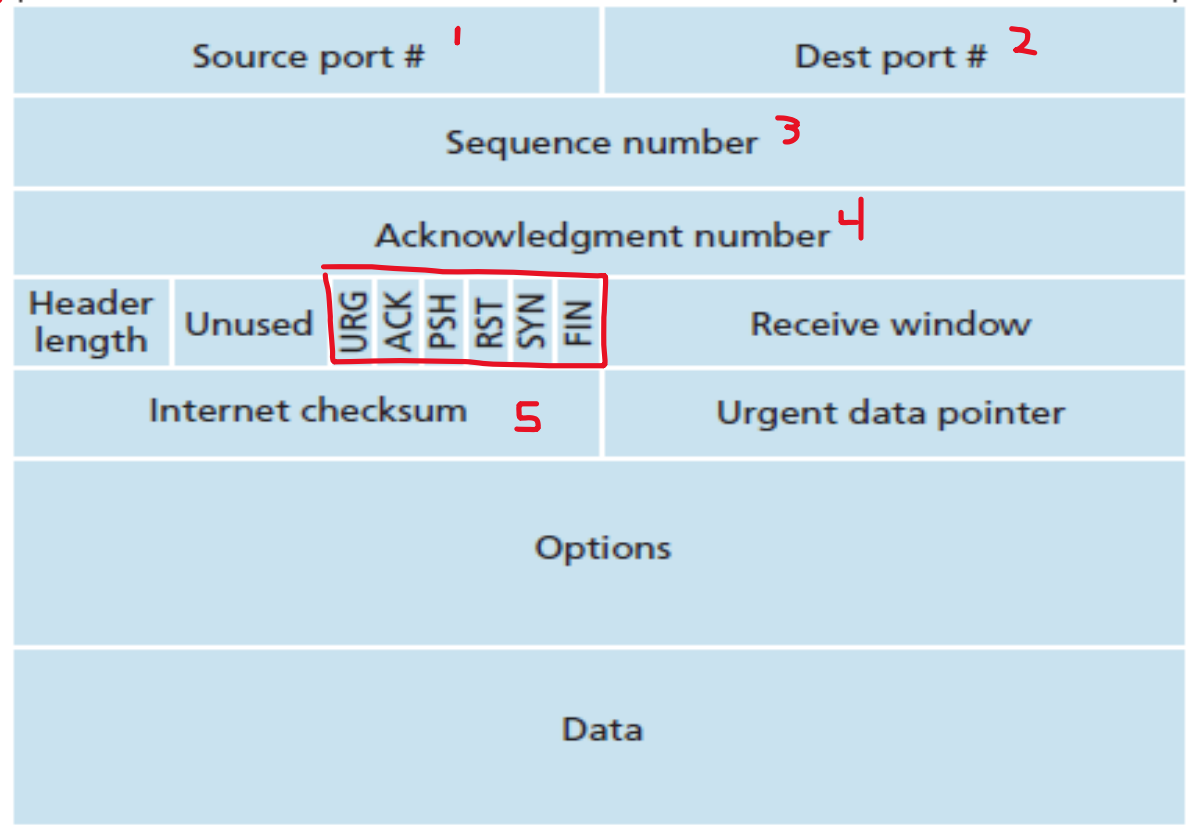 Source port # 1 Dest port # 2
Sequence number 3
Acknowledgment number 4
Header length Unused URG ACK PSH RST SYN FIN Receive window
Internet checksum 5 Urgent data pointer
Options
Data